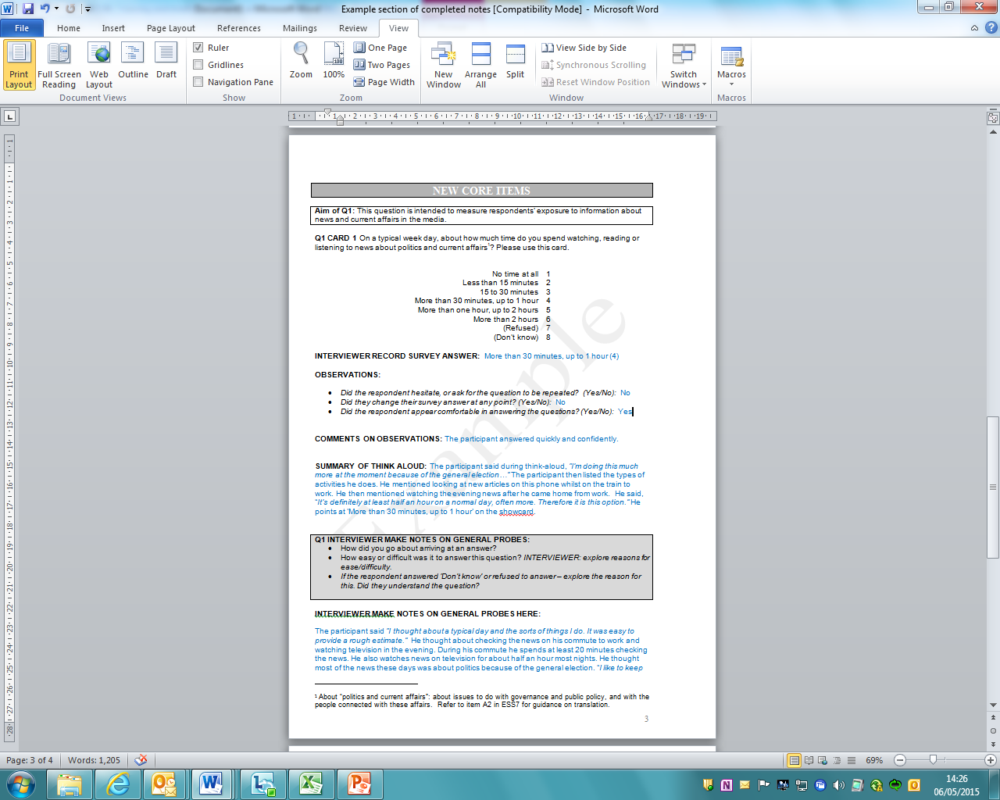 Example section of completed notes [Compatibility Mode] - Microsoft Word
File Home Insert Page Layout References Mailings Review View
Print Layout
Full Screen Reading
Web Layout
Outline
Draft
Document Views
Ruler
Gridlines
Navigation Pane
Show
Zoom
100%
One Page
Two Pages
Page Width
Zoom
New Window
Arrange All
Split
View Side by Side
Synchronous Scrolling
Reset Window Position
Window
Switch Windows
Macros
Macros
NEW CORE ITEMS
Aim of Q1: This question is intended to measure respondents' exposure to information about
news and current affairs in the media.
Q1 CARD 1 On a typical week day, about how much time do you spend watching, reading or
listening to news about politics and current affairs¹? Please use this card.
No time at all 1
Less than 15 minutes 2
15 to 30 minutes 3
More than 30 minutes, up to 1 hour 4
More than one hour, up to 2 hours 5
More than 2 hours 6
(Refused) 7
(Don't know) 8
INTERVIEWER RECORD SURVEY ANSWER: More than 30 minutes, up to 1 hour (4)
OBSERVATIONS:
• Did the respondent hesitate, or ask for the question to be repeated? (Yes/No): No
• Did they change their survey answer at any point? (Yes/No): No
• Did the respondent appear comfortable in answering the questions? (Yes/No): Yes
COMMENTS ON OBSERVATIONS: The participant answered quickly and confidently.
SUMMARY OF THINK ALOUD: The participant said during think-aloud, "I'm doing this much
more at the moment because of the general election…" The participant then listed the types of
activities he does. He mentioned looking at new articles on this phone whilst on the train to
work. He then mentioned watching the evening news after he came home from work. He said,
"It's definitely at least half an hour on a normal day, often more. Therefore it is this option." He
points at 'More than 30 minutes, up to 1 hour' on the showcard.
Q1 INTERVIEWER MAKE NOTES ON GENERAL PROBES:
• How did you go about arriving at an answer?
• How easy or difficult was it to answer this question? INTERVIEWER: explore reasons for
ease/difficulty.
• If the respondent answered 'Don't know' or refused to answer – explore the reason for
this. Did they understand the question?
INTERVIEWER MAKE NOTES ON GENERAL PROBES HERE:
The participant said "I thought about a typical day and the sorts of things I do. It was easy to
provide a rough estimate." He thought about checking the news on his commute to work and
watching television in the evening. During his commute he spends at least 20 minutes checking
the news. He also watches news on television for about half an hour most nights. He thought
most of the news these days was about politics because of the general election. "I like to keep
¹ About "politics and current affairs": about issues to do with governance and public policy, and with the
people connected with these affairs. Refer to item A2 in ESS7 for guidance on translation.
3
Example
Page: 3 of 4 Words: 1,205 69%
14:26
06/05/2015